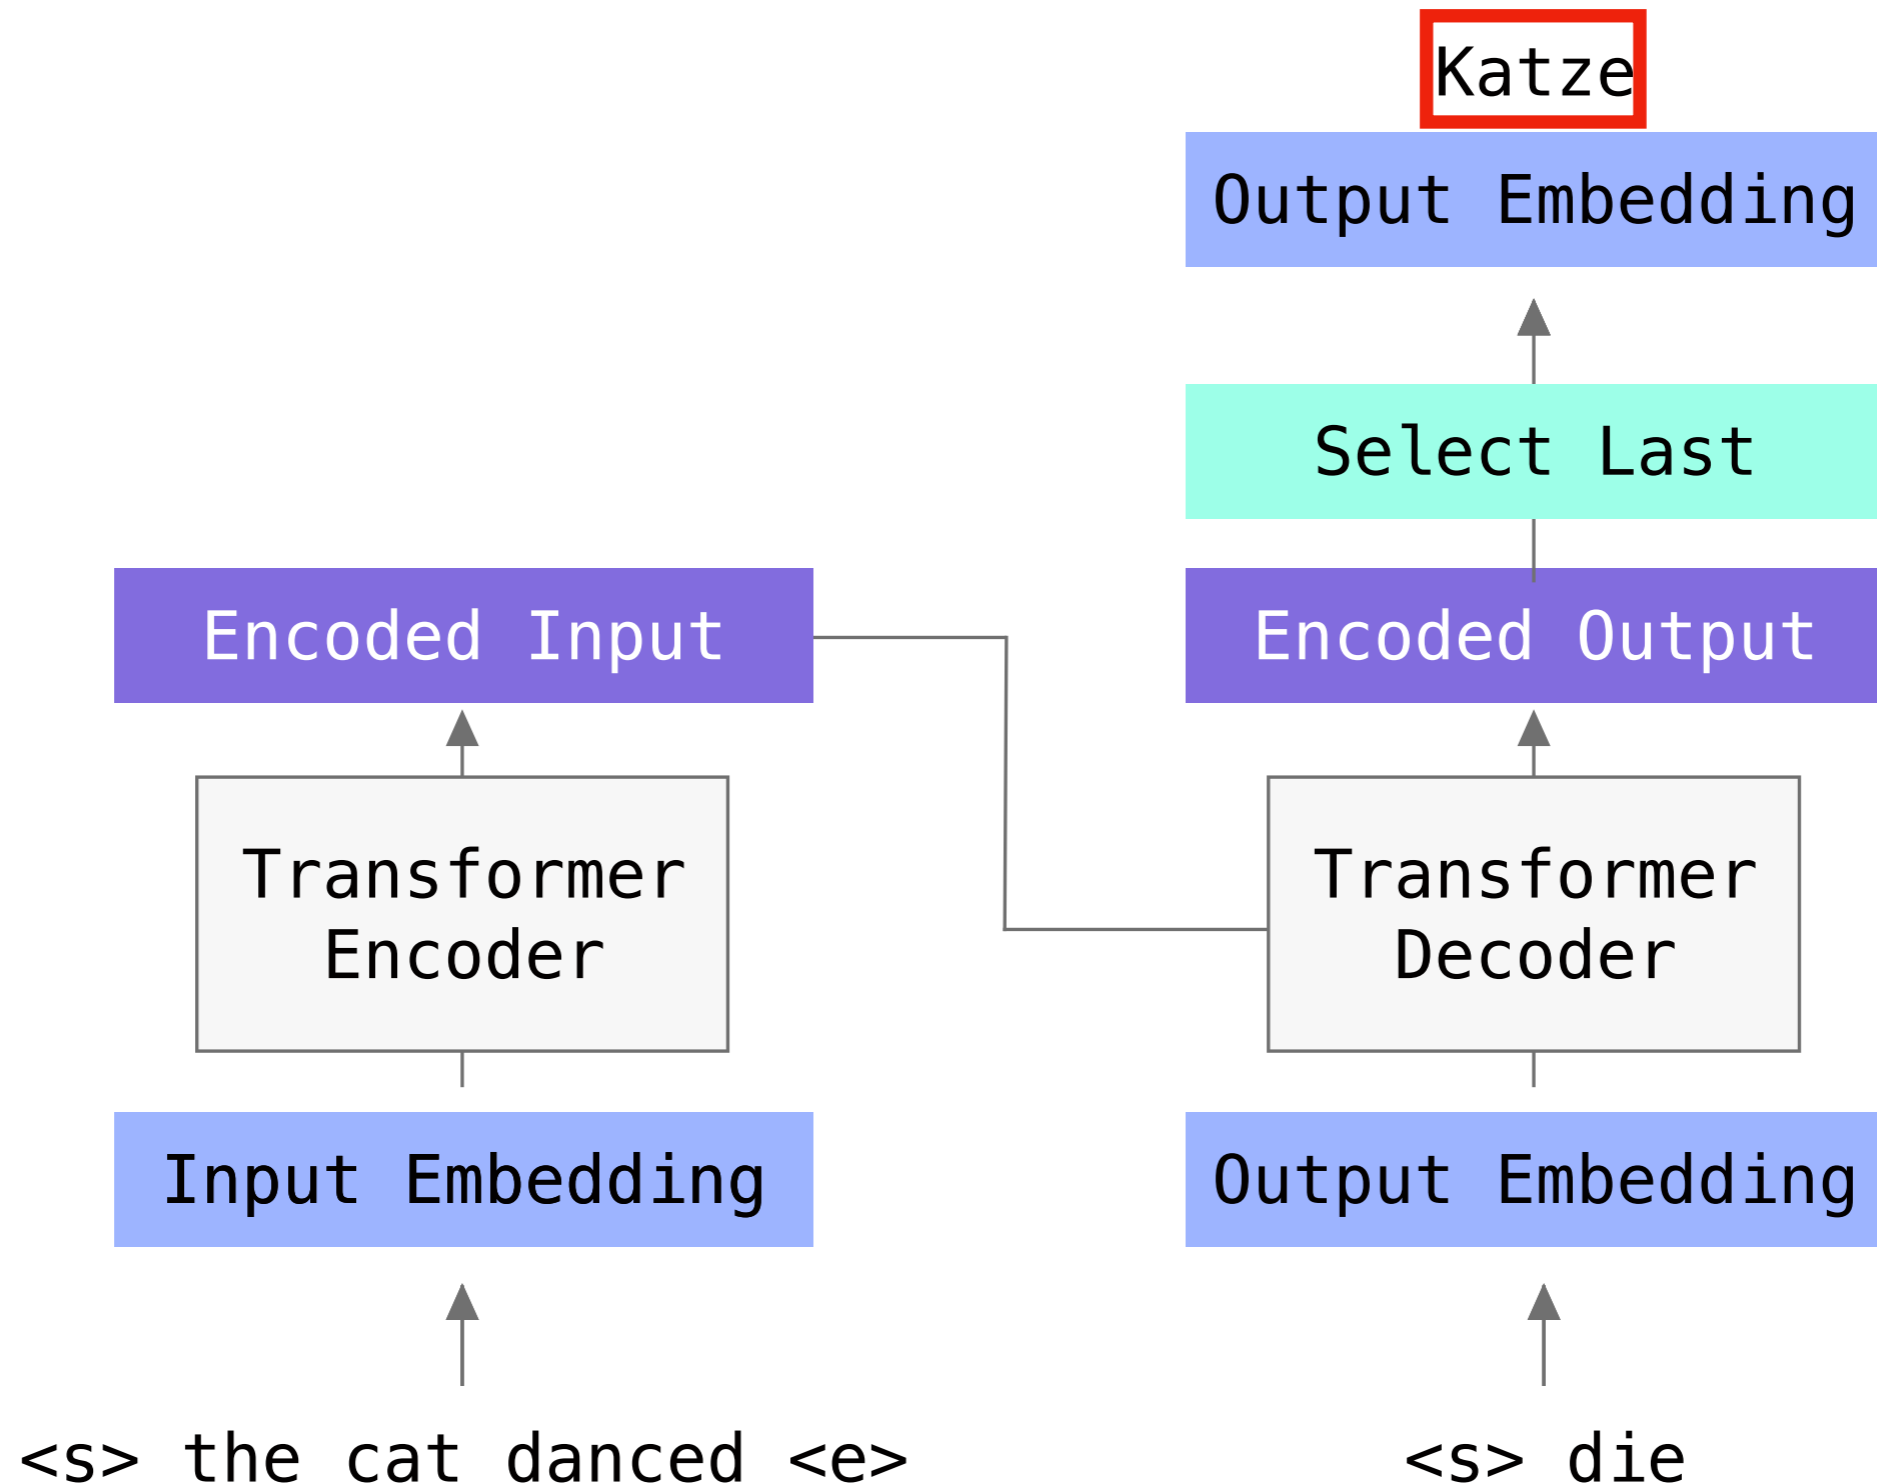 Katze
Output Embedding
Select Last
Encoded Input
Encoded Output
Transformer
Encoder
Transformer
Decoder
Input Embedding
Output Embedding
<s> the cat danced <e>
<s> die